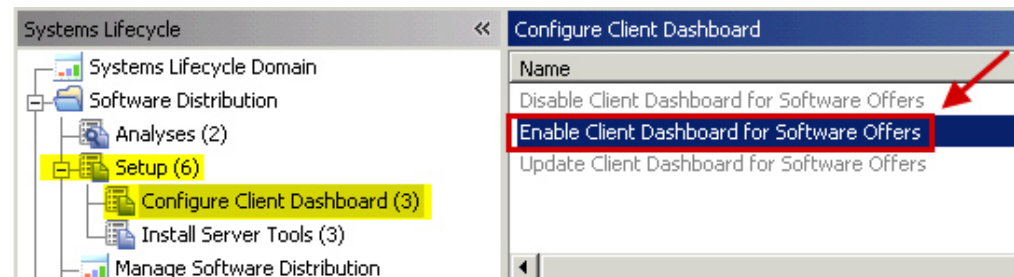 Systems Lifecycle «
Systems Lifecycle Domain
Software Distribution
Analyses (2)
Setup (6)
Configure Client Dashboard (3)
Install Server Tools (3)
Manage Software Distribution
Configure Client Dashboard
Name
Disable Client Dashboard for Software Offers
Enable Client Dashboard for Software Offers
Update Client Dashboard for Software Offers